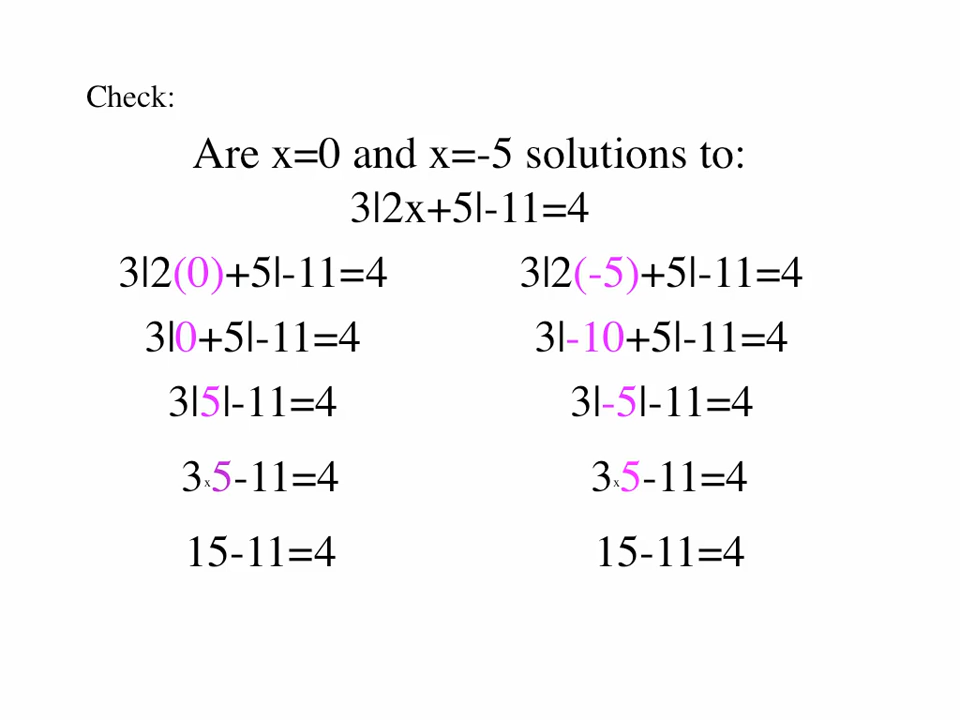 Check:
Are x=0 and x=-5 solutions to:
3|2x+5|-11=4
3|2(0)+5|-11=4 3|2(-5)+5|-11=4
3|0+5|-11=4 3|-10+5|-11=4
3|5|-11=4 3|-5|-11=4
3x5-11=4 3x5-11=4
15-11=4 15-11=4